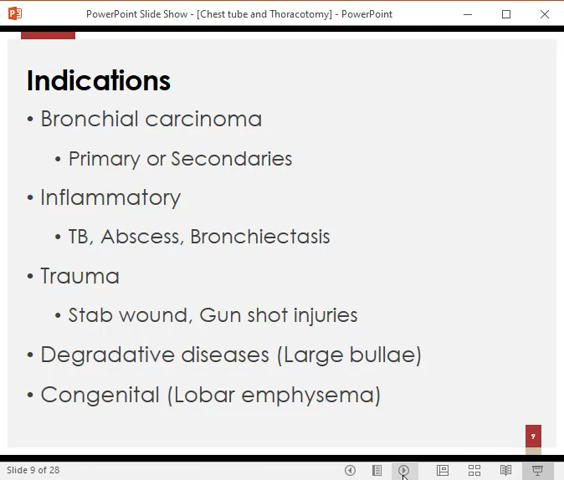 PowerPoint Slide Show - [Chest tube and Thoracotomy] - PowerPoint
Indications
• Bronchial carcinoma
• Primary or Secondaries
• Inflammatory
• TB, Abscess, Bronchiectasis
• Trauma
• Stab wound, Gun shot injuries
• Degradative diseases (Large bullae)
• Congenital (Lobar emphysema)
9
Slide 9 of 28